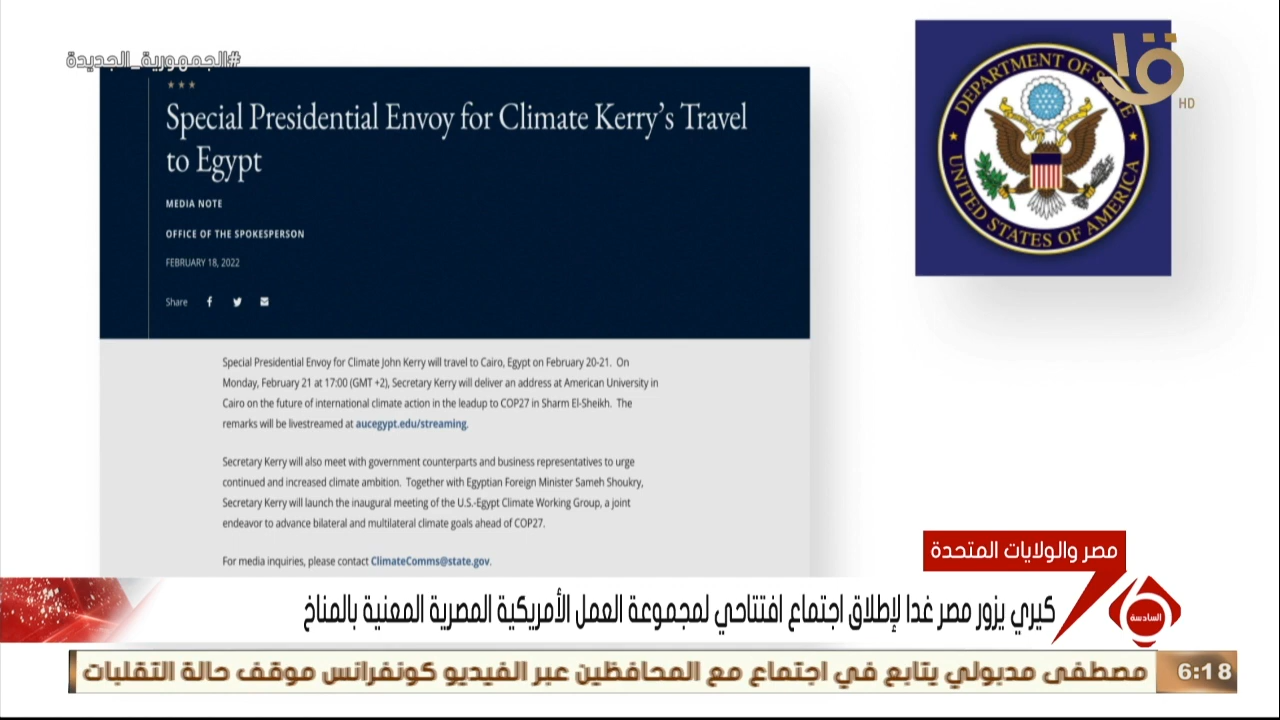 #الجمهورية_الجديدة
★ ★ ★
Special Presidential Envoy for Climate Kerry's Travel
to Egypt
MEDIA NOTE
OFFICE OF THE SPOKESPERSON
FEBRUARY 18, 2022
Share
Special Presidential Envoy for Climate John Kerry will travel to Cairo, Egypt on February 20-21. On
Monday, February 21 at 17:00 (GMT +2), Secretary Kerry will deliver an address at American University in
Cairo on the future of international climate action in the leadup to COP27 in Sharm El-Sheikh. The
remarks will be livestreamed at aucegypt.edu/streaming.
Secretary Kerry will also meet with government counterparts and business representatives to urge
continued and increased climate ambition. Together with Egyptian Foreign Minister Sameh Shoukry,
Secretary Kerry will launch the inaugural meeting of the U.S.-Egypt Climate Working Group, a joint
endeavor to advance bilateral and multilateral climate goals ahead of COP27.
For media inquiries, please contact ClimateComms@state.gov.
DEPARTMENT OF STATE
UNITED STATES OF AMERICA
HD
مصر والولايات المتحدة
كيري يزور مصر غدا لإطلاق اجتماع افتتاحي لمجموعة العمل الأمريكية المصرية المعنية بالمناخ
السادسة
6:18
مصطفى مدبولي يتابع في اجتماع مع المحافظين عبر الفيديو كونفرانس موقف حالة التقلبات